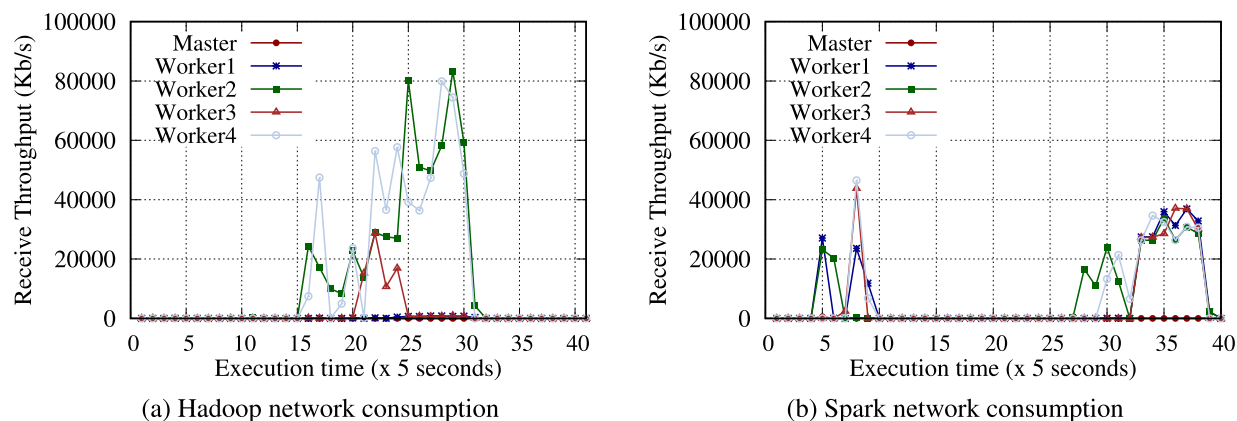 Receive Throughput (Kb/s)
100000
80000
60000
40000
20000
0
Master
Worker1
Worker2
Worker3
Worker4
0 5 10 15 20 25 30 35 40
Execution time (x 5 seconds)
(a) Hadoop network consumption
Receive Throughput (Kb/s)
100000
80000
60000
40000
20000
0
Master
Worker1
Worker2
Worker3
Worker4
0 5 10 15 20 25 30 35 40
Execution time (x 5 seconds)
(b) Spark network consumption